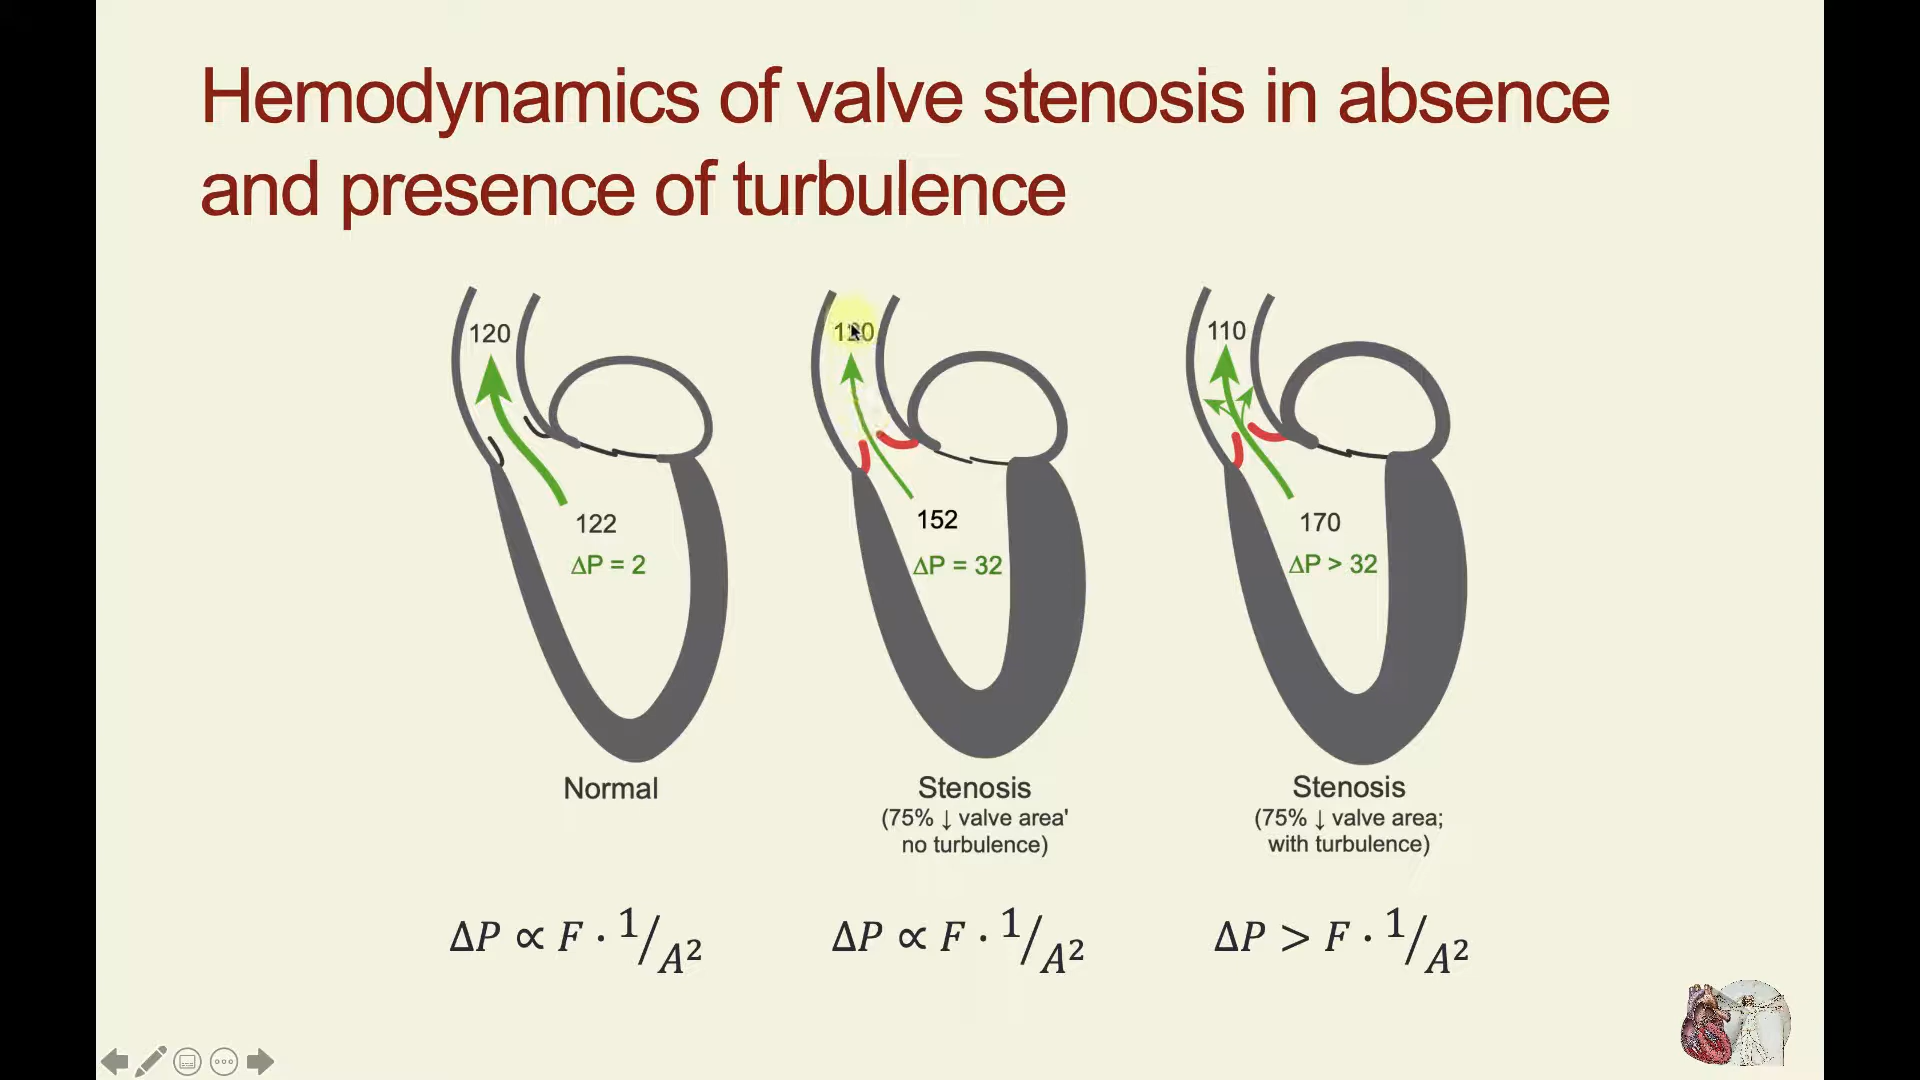 Hemodynamics of valve stenosis in absence
and presence of turbulence
120
122
ΔP = 2
Normal
120
152
ΔP = 32
Stenosis
(75% ↓ valve area'
no turbulence)
110
170
ΔP > 32
Stenosis
(75% ↓ valve area;
with turbulence)
ΔP ∝ F · 1/A²
ΔP ∝ F · 1/A²
ΔP > F · 1/A²